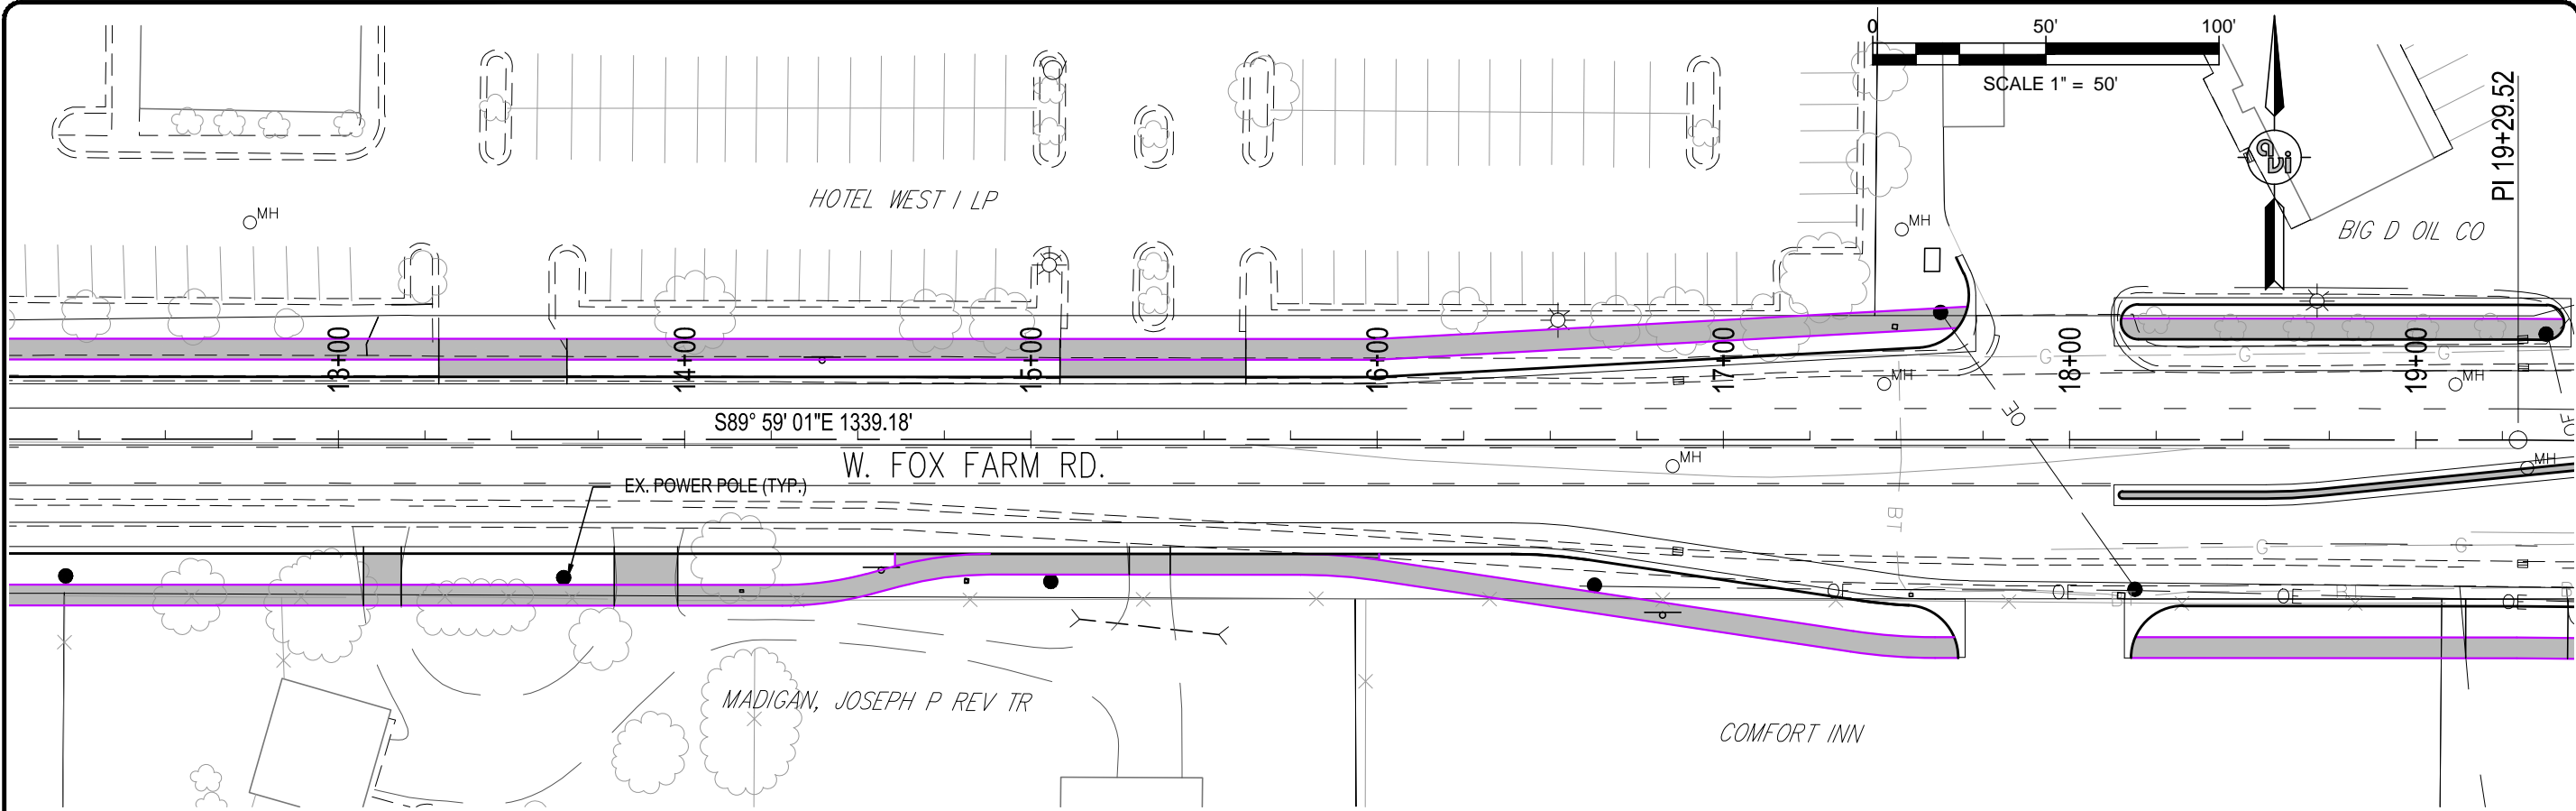 0 50' 100'
SCALE 1" = 50'
PI 19+29.52
avi
HOTEL WEST I LP
MH
MH
BIG D OIL CO
13+00
14+00
15+00
16+00
17+00
18+00
19+00
G G G G
MH
MH
OE
S89° 59' 01"E 1339.18'
W. FOX FARM RD.
MH
MH
EX. POWER POLE (TYP.)
G G
OE OE OE OE
MADIGAN, JOSEPH P REV TR
COMFORT INN